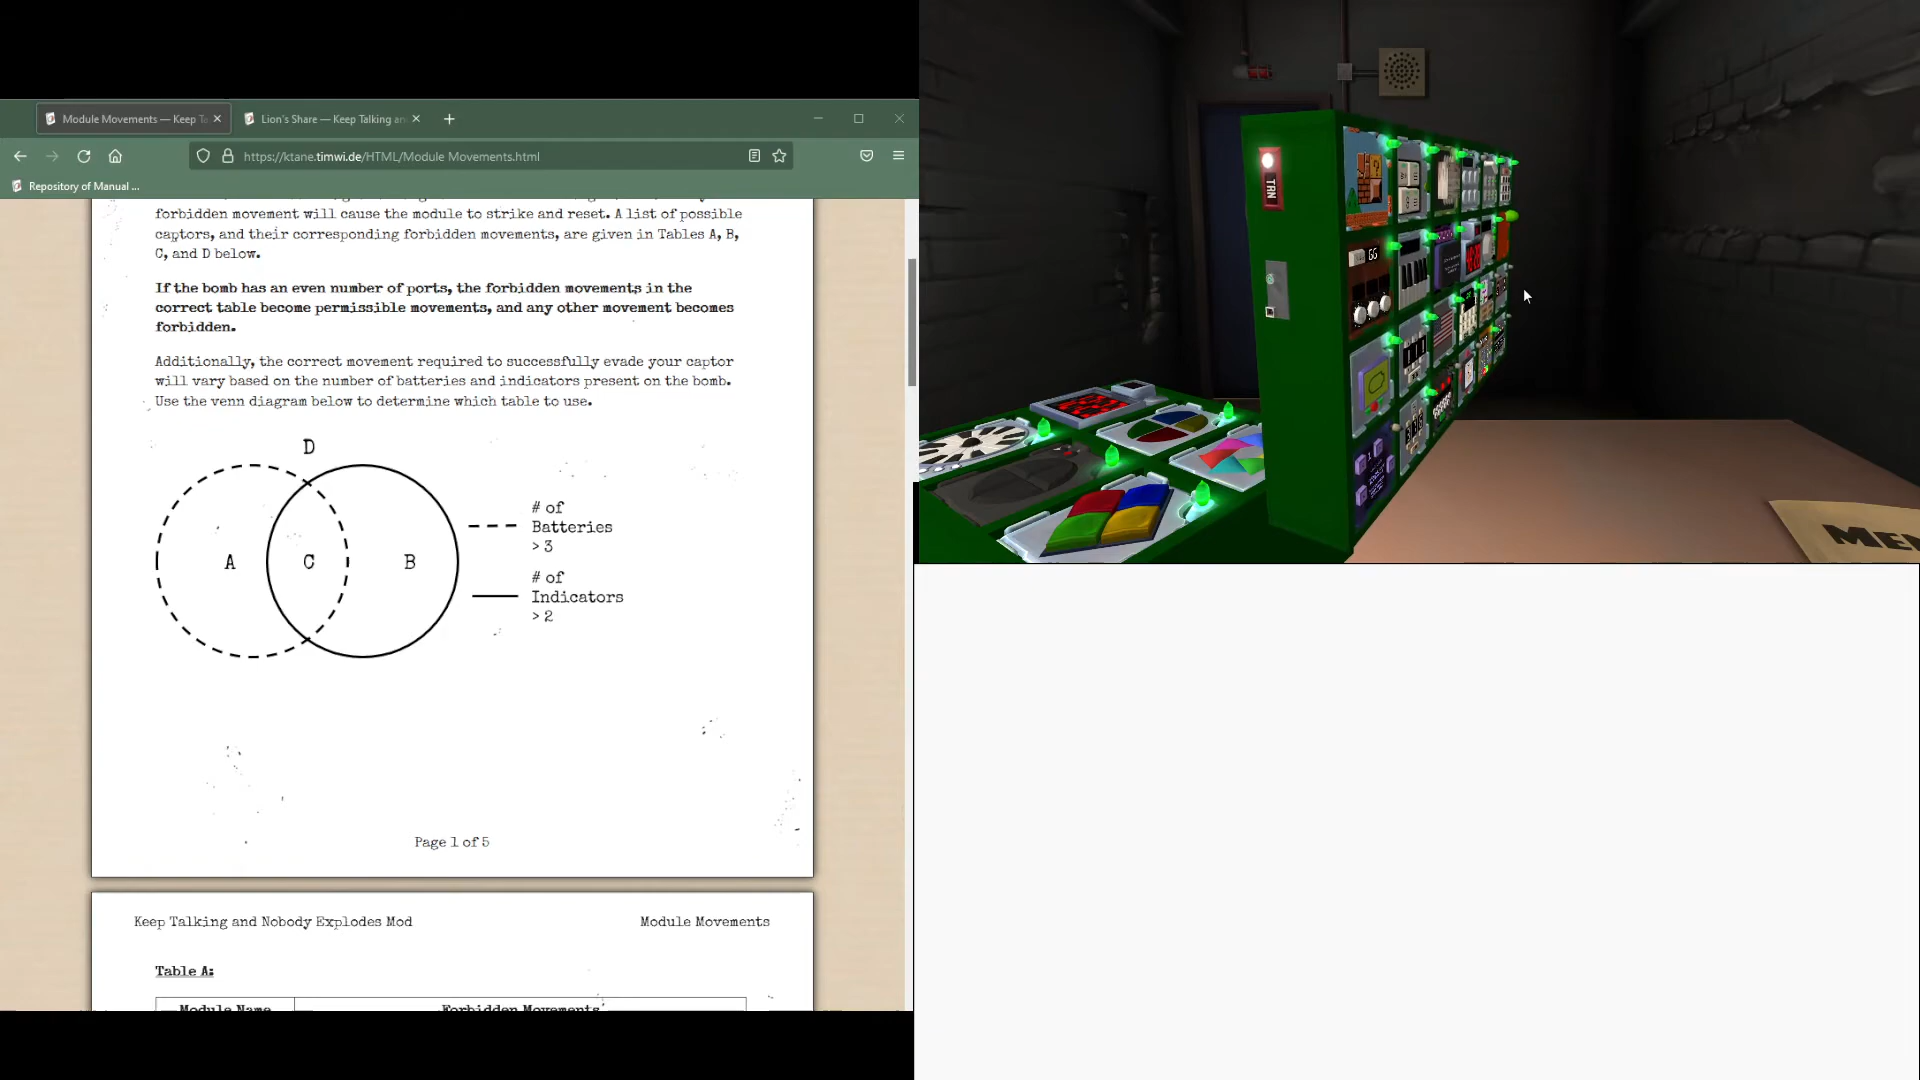 Module Movements — Keep Ta
Lion's Share — Keep Talking an
https://ktane.timwi.de/HTML/Module Movements.html
Repository of Manual ...
forbidden movement will cause the module to strike and reset. A list of possible
captors, and their corresponding forbidden movements, are given in Tables A, B,
C, and D below.
If the bomb has an even number of ports, the forbidden movements in the
correct table become permissible movements, and any other movement becomes
forbidden.
Additionally, the correct movement required to successfully evade your captor
will vary based on the number of batteries and indicators present on the bomb.
Use the venn diagram below to determine which table to use.
D
A
C
B
# of
Batteries
> 3
# of
Indicators
> 2
Page 1 of 5
Keep Talking and Nobody Explodes Mod
Module Movements
Table A:
Module Name
Forbidden Movements
TRN
GG
MEN